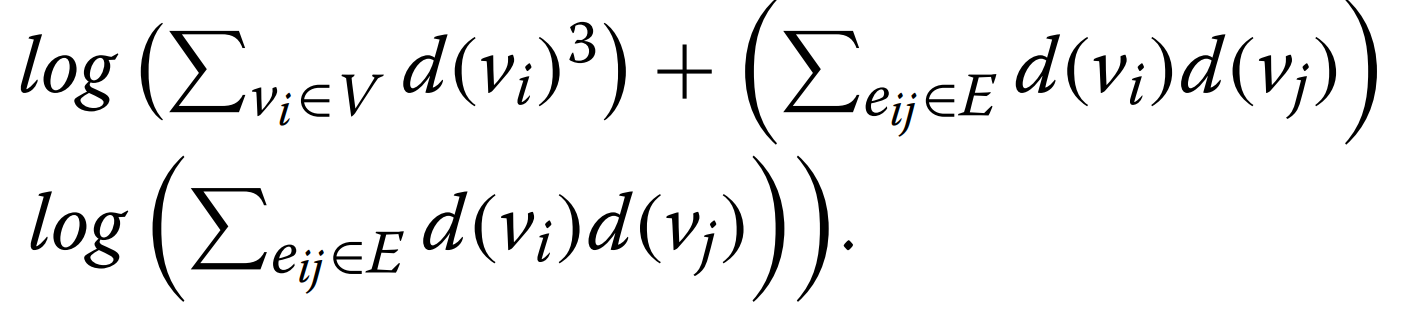 log (∑_{v_i∈V} d(v_i)^3) + (∑_{e_{ij}∈E} d(v_i)d(v_j))
log (∑_{e_{ij}∈E} d(v_i)d(v_j))).